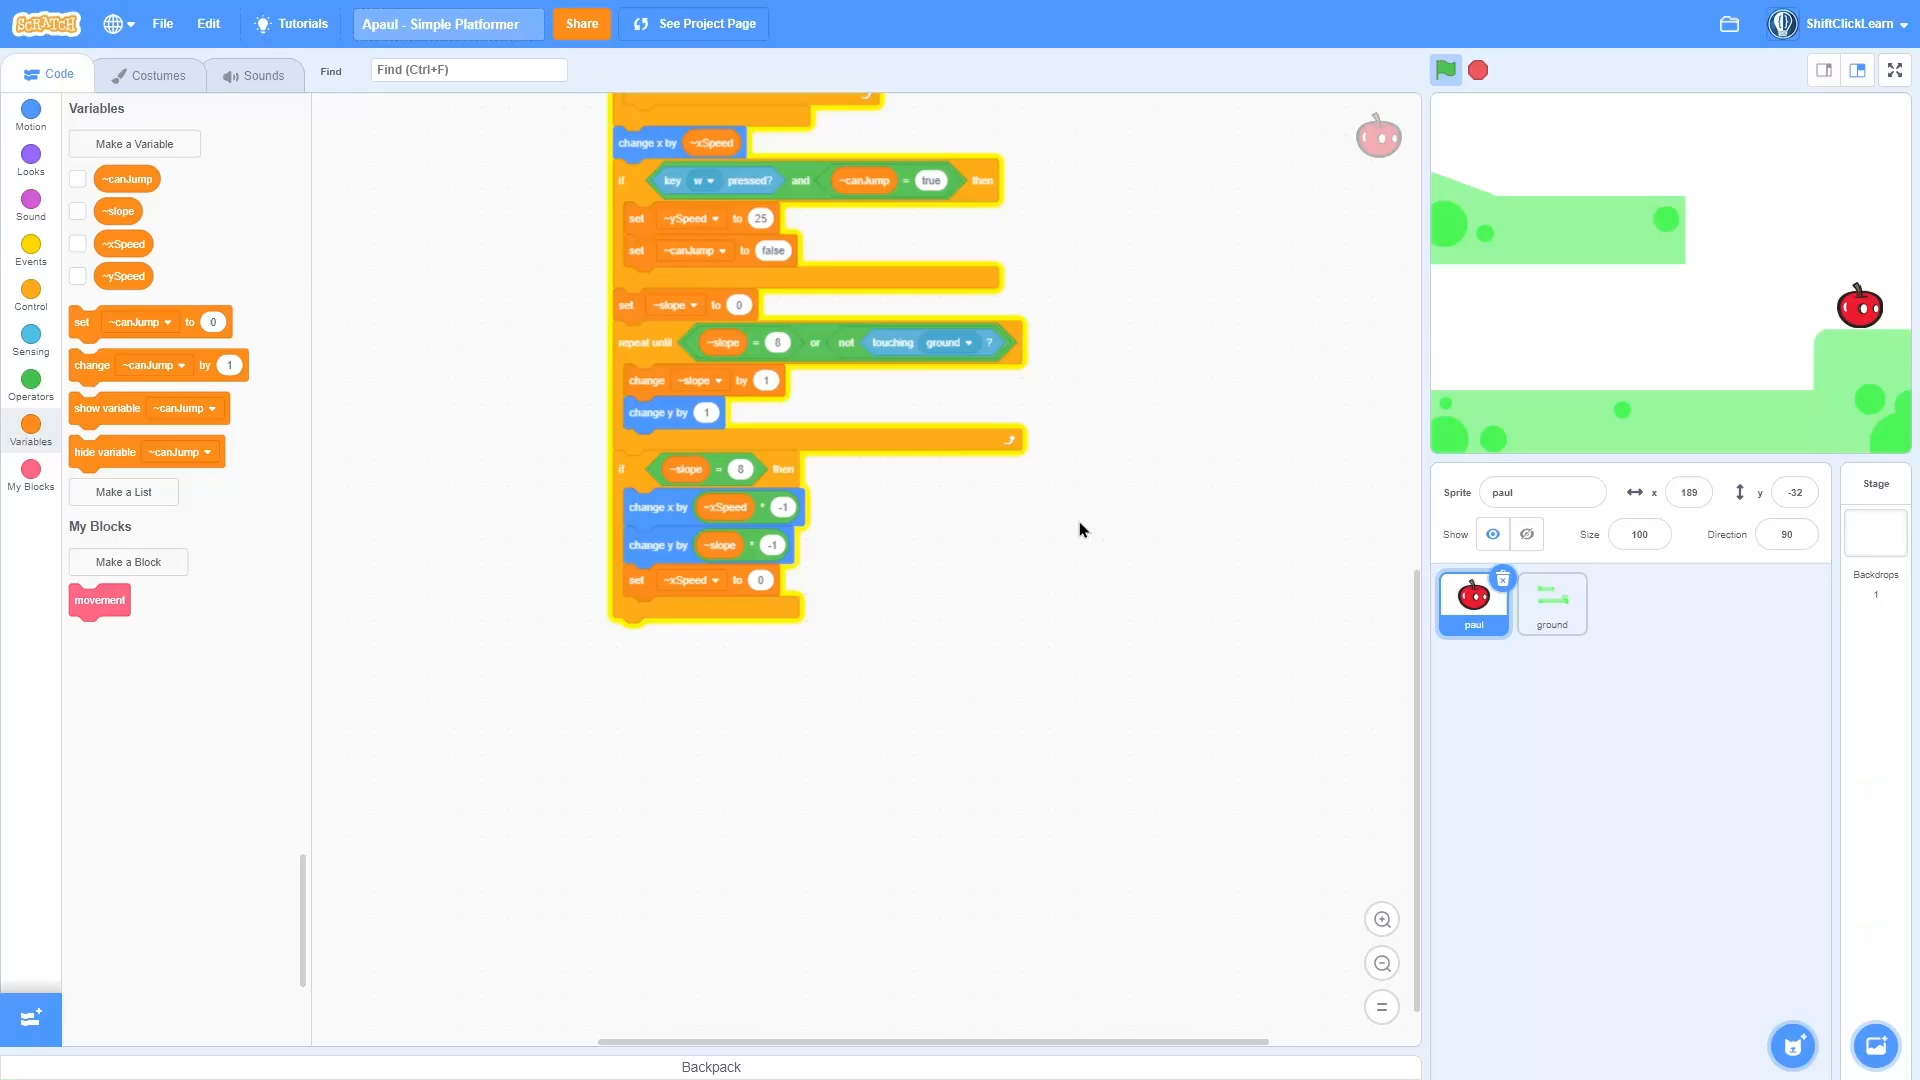 SCRATCH File Edit Tutorials Apaul - Simple Platformer Share See Project Page ShiftClickLearn
Code Costumes Sounds Find Find (Ctrl+F)
Motion
Looks
Sound
Events
Control
Sensing
Operators
Variables
My Blocks
Variables
Make a Variable
~canJump
~slope
~xSpeed
~ySpeed
set ~canJump to 0
change ~canJump by 1
show variable ~canJump
hide variable ~canJump
Make a List
My Blocks
Make a Block
movement
change x by ~xSpeed
if key w pressed? and ~canJump = true then
set ~ySpeed to 25
set ~canJump to false
set ~slope to 0
repeat until ~slope = 8 or not touching ground ?
change ~slope by 1
change y by 1
if ~slope = 8 then
change x by ~xSpeed * -1
change y by ~slope * -1
set ~xSpeed to 0
Sprite paul x 189 y -32
Show Size 100 Direction 90
paul
ground
Stage
Backdrops
1
Backpack